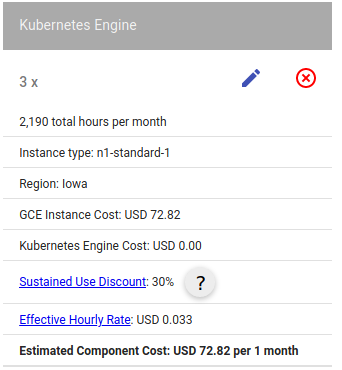 Kubernetes Engine
3 x
2,190 total hours per month
Instance type: n1-standard-1
Region: Iowa
GCE Instance Cost: USD 72.82
Kubernetes Engine Cost: USD 0.00
Sustained Use Discount: 30% ?
Effective Hourly Rate: USD 0.033
Estimated Component Cost: USD 72.82 per 1 month